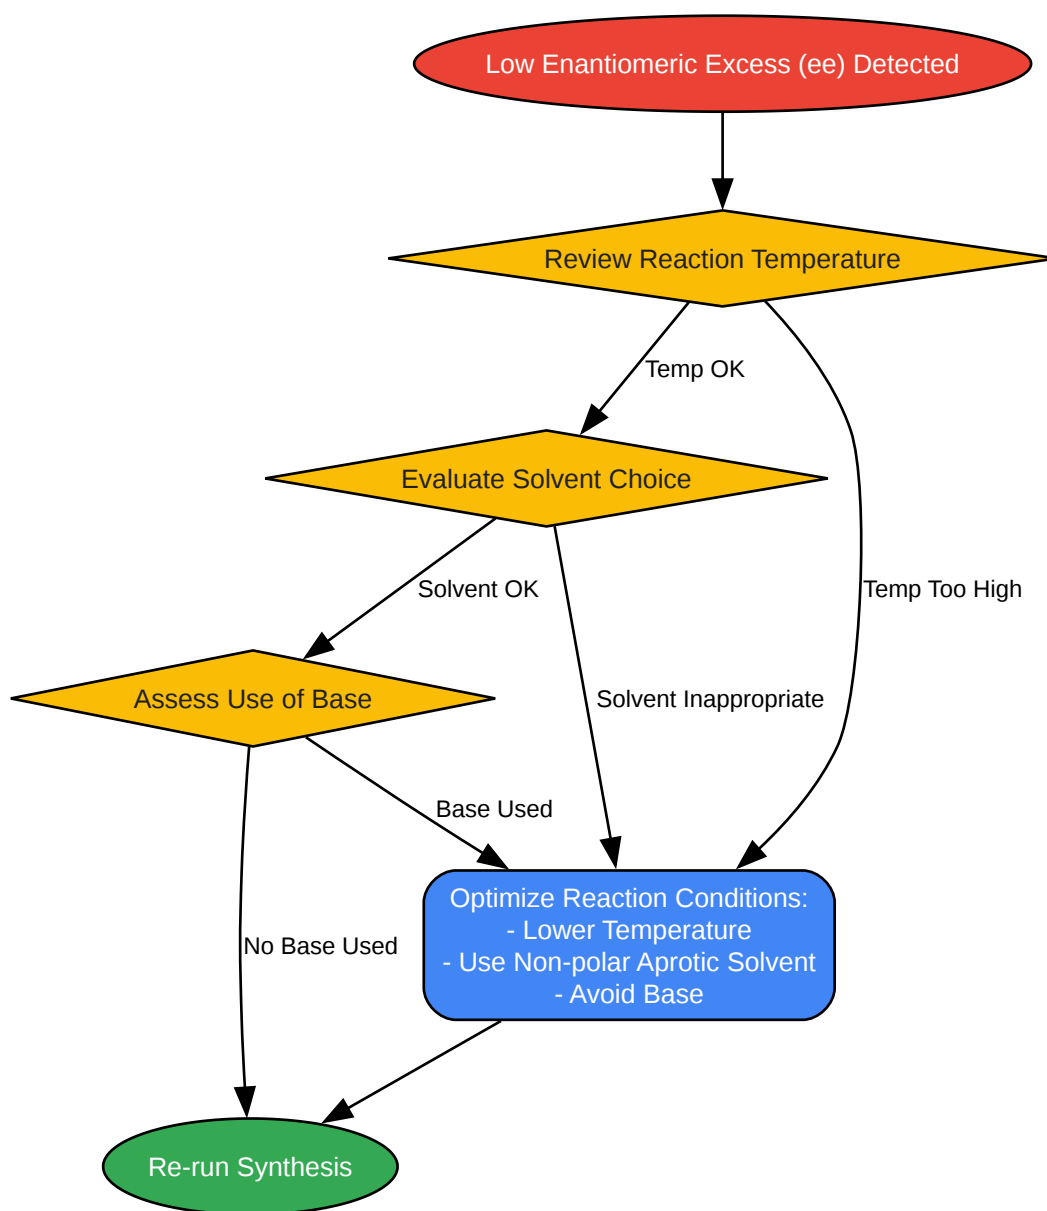 Low Enantiomeric Excess (ee) Detected
Review Reaction Temperature
Temp OK
Evaluate Solvent Choice
Solvent OK
Temp Too High
Assess Use of Base
Solvent Inappropriate
Base Used
Optimize Reaction Conditions:
- Lower Temperature
- Use Non-polar Aprotic Solvent
- Avoid Base
No Base Used
Re-run Synthesis